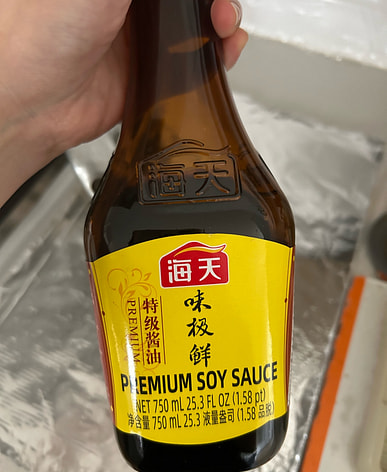 海天
海天
味极鲜
特级酱油
PREMIUM
PREMIUM SOY SAUCE
NET 750 mL 25.3 FL OZ (1.58 pt)
净含量 750 mL 25.3 液量盎司 (1.58 品脱)